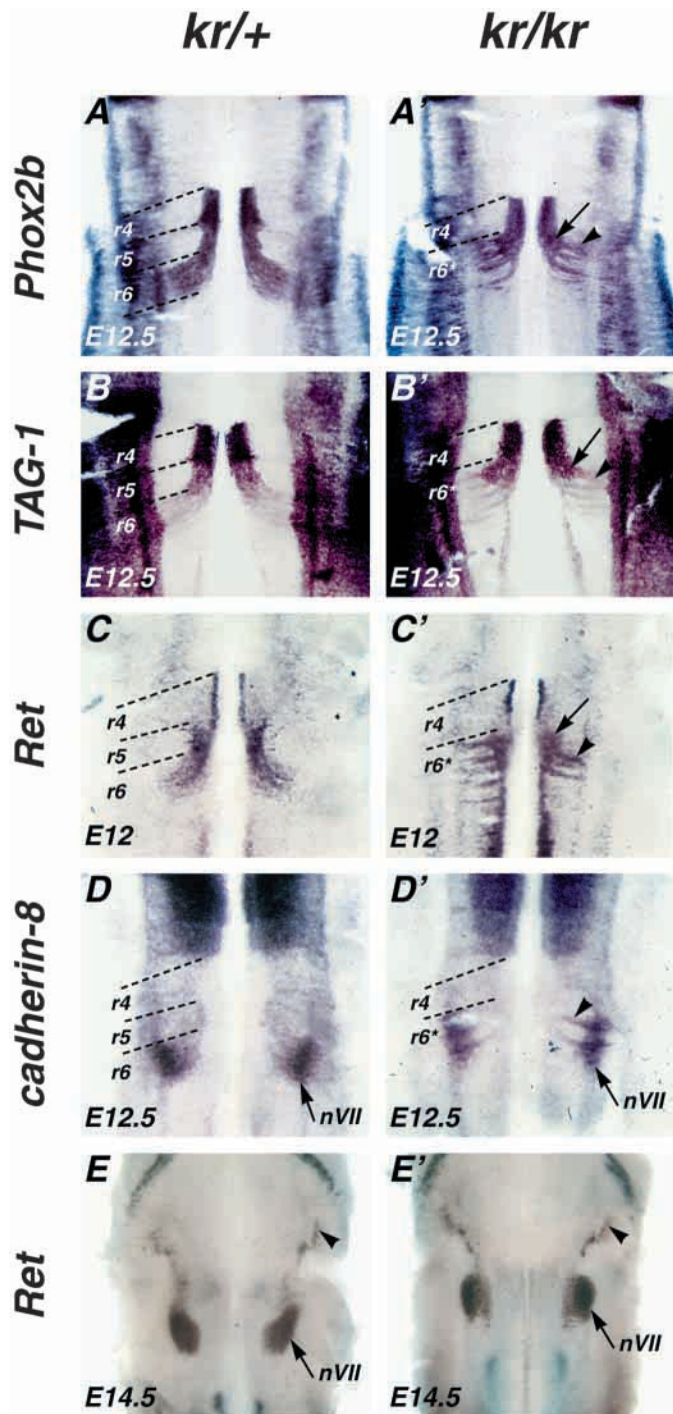 kr/+ kr/kr
Phox2b
A A'
r4 r4
r5
r6 r6*
E12.5 E12.5
TAG-1
B B'
r4 r4
r5
r6 r6*
E12.5 E12.5
Ret
C C'
r4 r4
r5
r6 r6*
E12 E12
cadherin-8
D D'
r4 r4
r5
r6 r6*
nVII nVII
E12.5 E12.5
Ret
E E'
nVII nVII
E14.5 E14.5